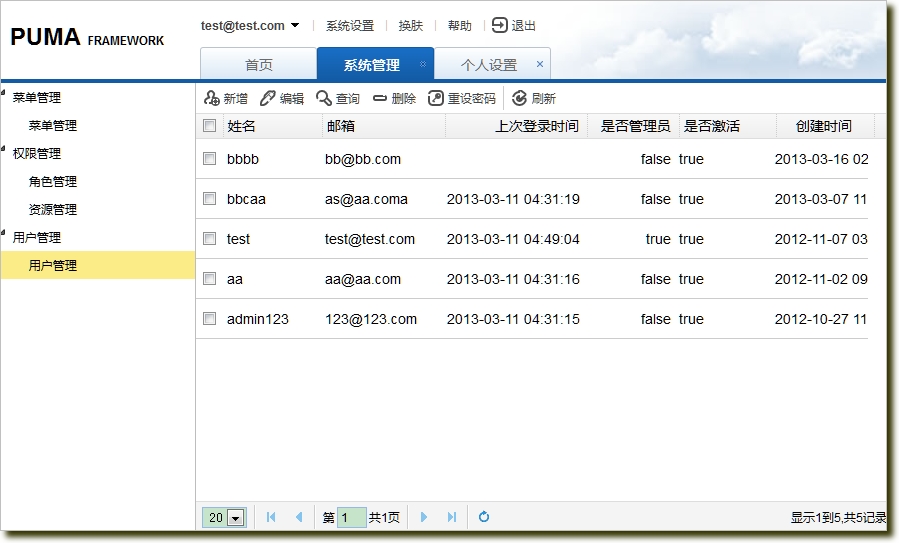 PUMA FRAMEWORK
test@test.com 系统设置 换肤 帮助 退出
首页 系统管理 个人设置
菜单管理
菜单管理
权限管理
角色管理
资源管理
用户管理
用户管理
新增 编辑 查询 删除 重设密码 刷新
姓名 邮箱 上次登录时间 是否管理员 是否激活 创建时间
bbbb bb@bb.com false true 2013-03-16 02
bbcaa as@aa.coma 2013-03-11 04:31:19 false true 2013-03-07 11
test test@test.com 2013-03-11 04:49:04 true true 2012-11-07 03
aa aa@aa.com 2013-03-11 04:31:16 false true 2012-11-02 09
admin123 123@123.com 2013-03-11 04:31:15 false true 2012-10-27 11
20 第 1 共1页 显示1到5,共5记录